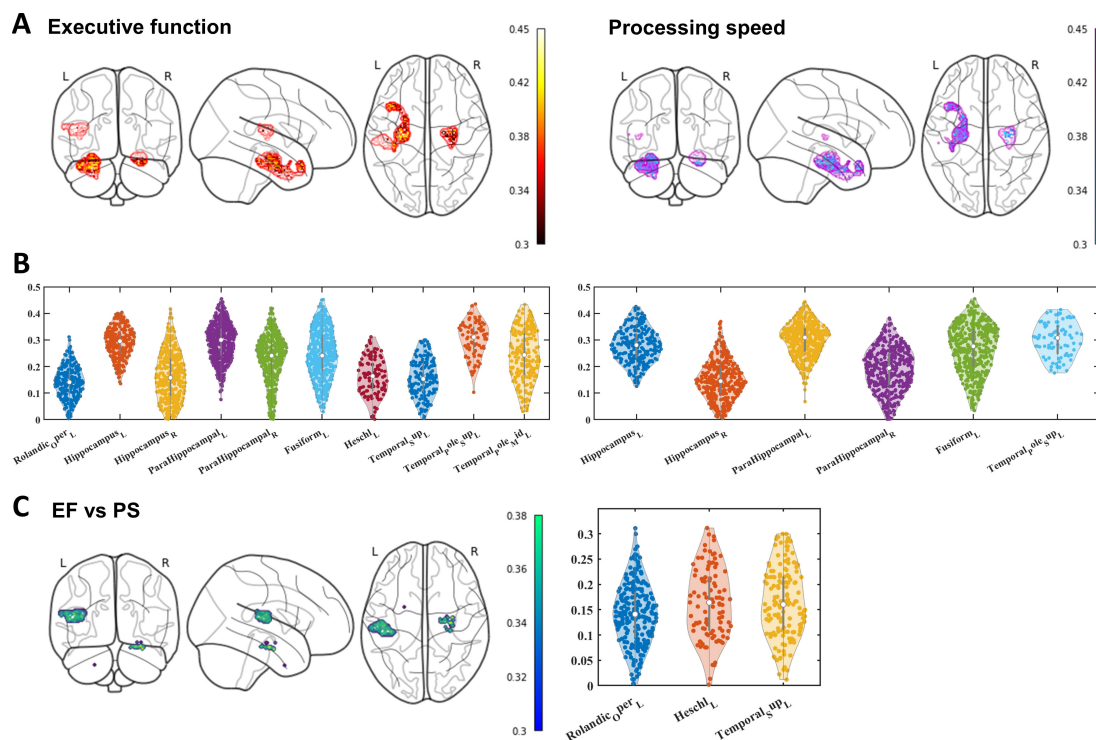 A Executive function
Processing speed
L R
L R
0.45
0.42
0.38
0.34
0.3
L R
L R
0.45
0.42
0.38
0.34
0.3
B
0.5
0.4
0.3
0.2
0.1
0
Rolandic_Oper_L
Hippocampus_L
Hippocampus_R
ParaHippocampal_L
ParaHippocampal_R
Fusiform_L
Heschl_L
Temporal_Sup_L
Temporal_Pole_Sup_L
Temporal_Pole_Mid_L
0.5
0.4
0.3
0.2
0.1
0
Hippocampus_L
Hippocampus_R
ParaHippocampal_L
ParaHippocampal_R
Fusiform_L
Temporal_Pole_Sup_L
C EF vs PS
L R
L R
0.38
0.36
0.34
0.32
0.3
0.3
0.25
0.2
0.15
0.1
0.05
0
Rolandic_Oper_L
Heschl_L
Temporal_Sup_L